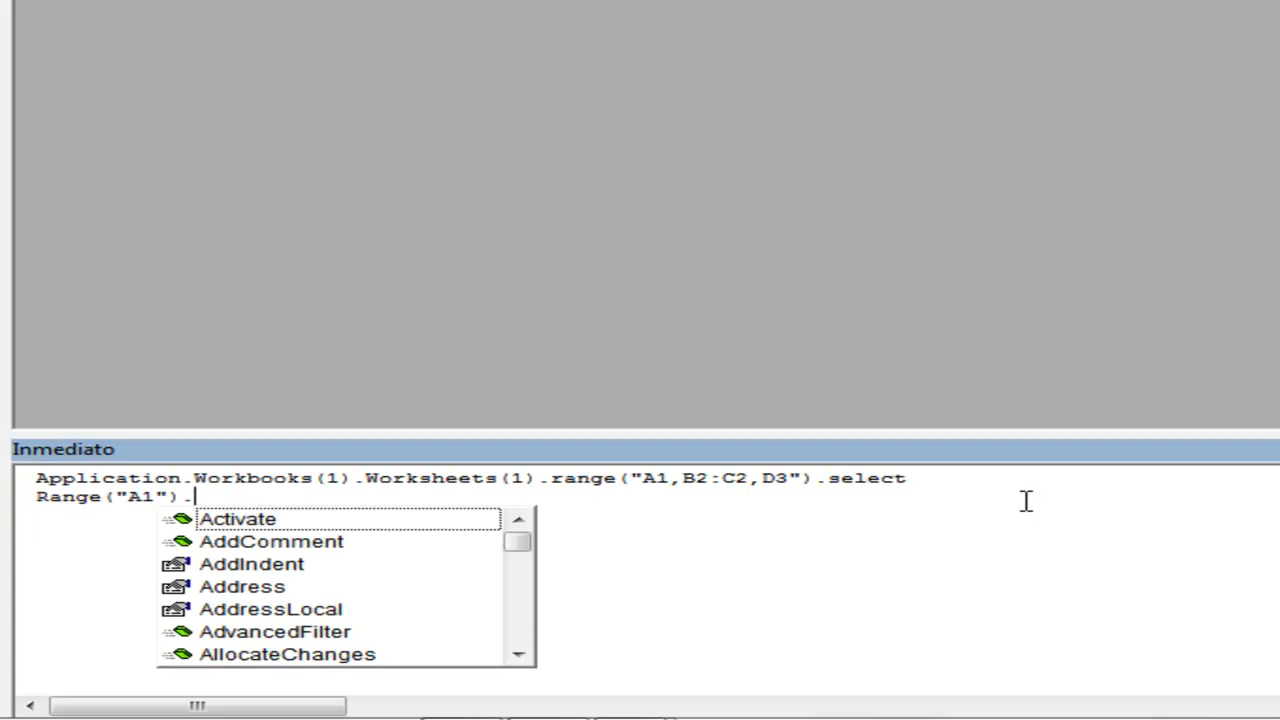 Inmediato
Application.Workbooks(1).Worksheets(1).range("A1,B2:C2,D3").select
Range("A1").
Activate
AddComment
AddIndent
Address
AddressLocal
AdvancedFilter
AllocateChanges